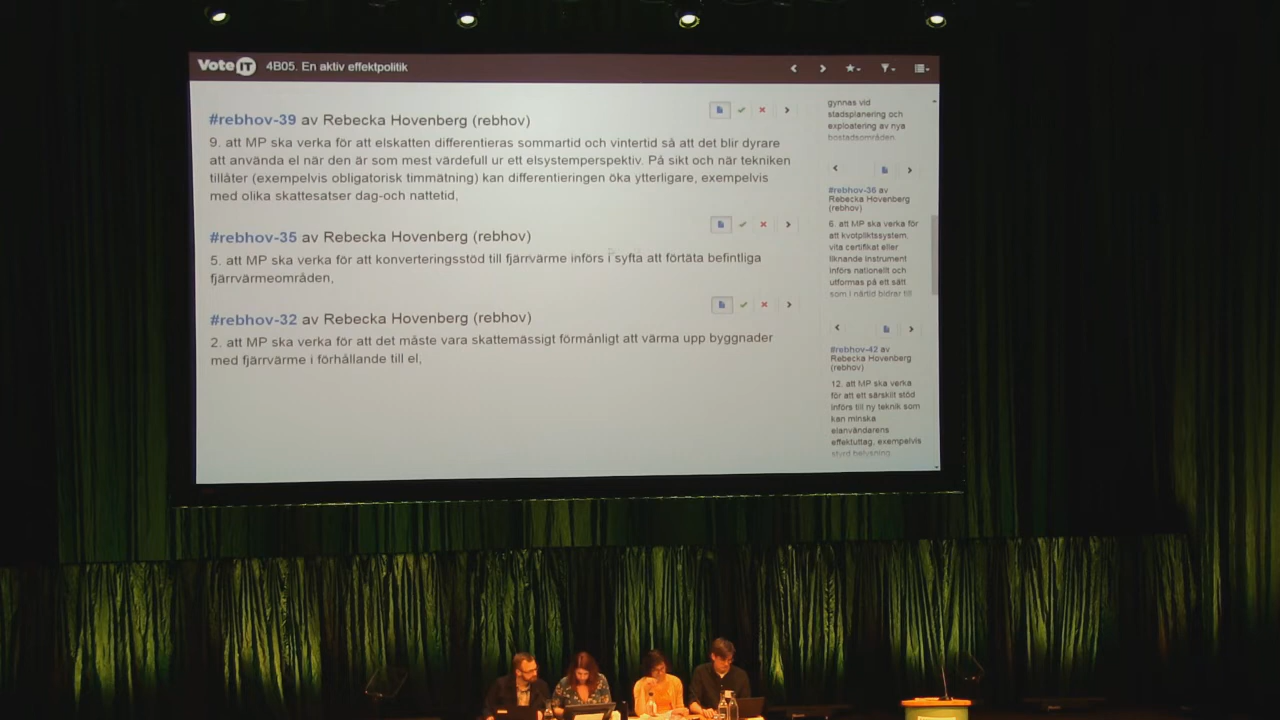 VoteIT 4B05. En aktiv effektpolitik
#rebhov-39 av Rebecka Hovenberg (rebhov)
9. att MP ska verka för att elskatten differentieras sommartid och vintertid så att det blir dyrare
att använda el när den är som mest värdefull ur ett elsystemperspektiv. På sikt och när tekniken
tillåter (exempelvis obligatorisk timmätning) kan differentieringen öka ytterligare, exempelvis
med olika skattesatser dag-och nattetid,
#rebhov-35 av Rebecka Hovenberg (rebhov)
5. att MP ska verka för att konverteringsstöd till fjärrvärme införs i syfta att förtäta befintliga
fjärrvärmeområden,
#rebhov-32 av Rebecka Hovenberg (rebhov)
2. att MP ska verka för att det måste vara skattemässigt förmånligt att värma upp byggnader
med fjärrvärme i förhållande till el,
gynnas vid
stadsplanering och
exploatering av nya
bostadsområden.
#rebhov-36 av
Rebecka Hovenberg
(rebhov)
6. att MP ska verka för
att kvotpliktssystem,
vita certifikat eller
liknande instrument
införs nationellt och
utformas på ett sätt
som i närtid bidrar till
#rebhov-42 av
Rebecka Hovenberg
(rebhov)
12. att MP ska verka
för att ett särskilt stöd
införs till ny teknik som
kan minska
elanvändarens
effektuttag, exempelvis
styrd belysning,